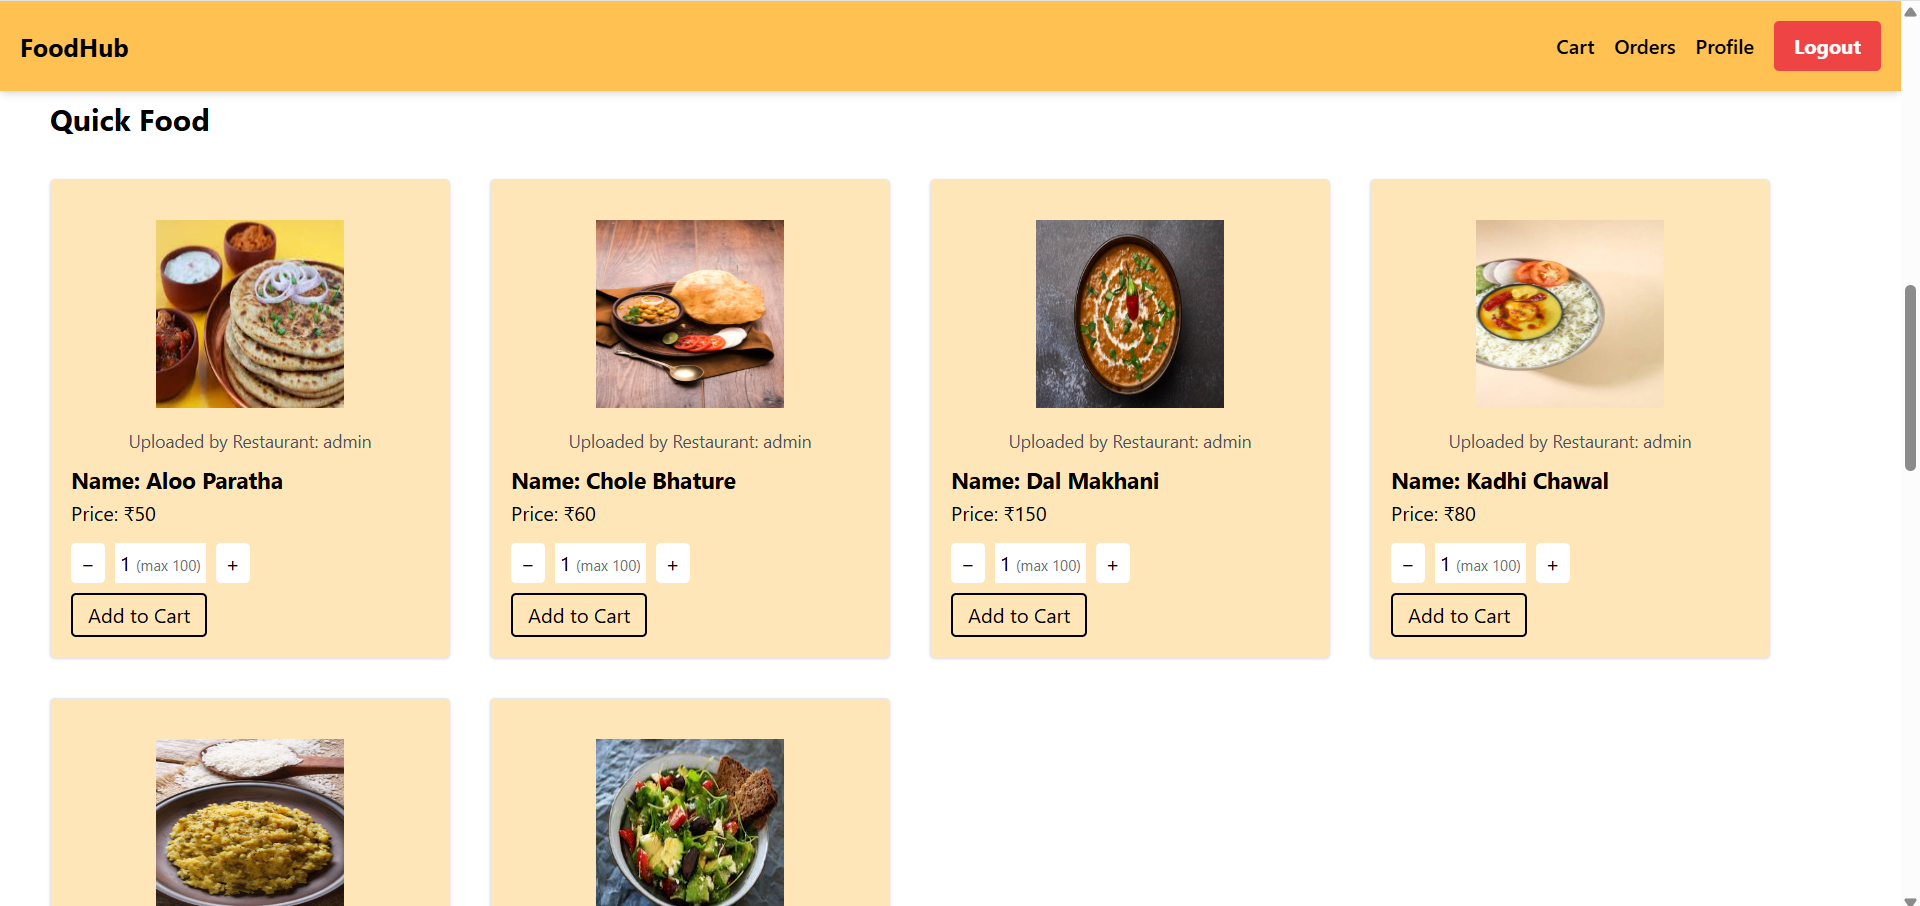 FoodHub
Cart Orders Profile Logout
Quick Food
Uploaded by Restaurant: admin
Name: Aloo Paratha
Price: ₹50
− 1 (max 100) +
Add to Cart
Uploaded by Restaurant: admin
Name: Chole Bhature
Price: ₹60
− 1 (max 100) +
Add to Cart
Uploaded by Restaurant: admin
Name: Dal Makhani
Price: ₹150
− 1 (max 100) +
Add to Cart
Uploaded by Restaurant: admin
Name: Kadhi Chawal
Price: ₹80
− 1 (max 100) +
Add to Cart